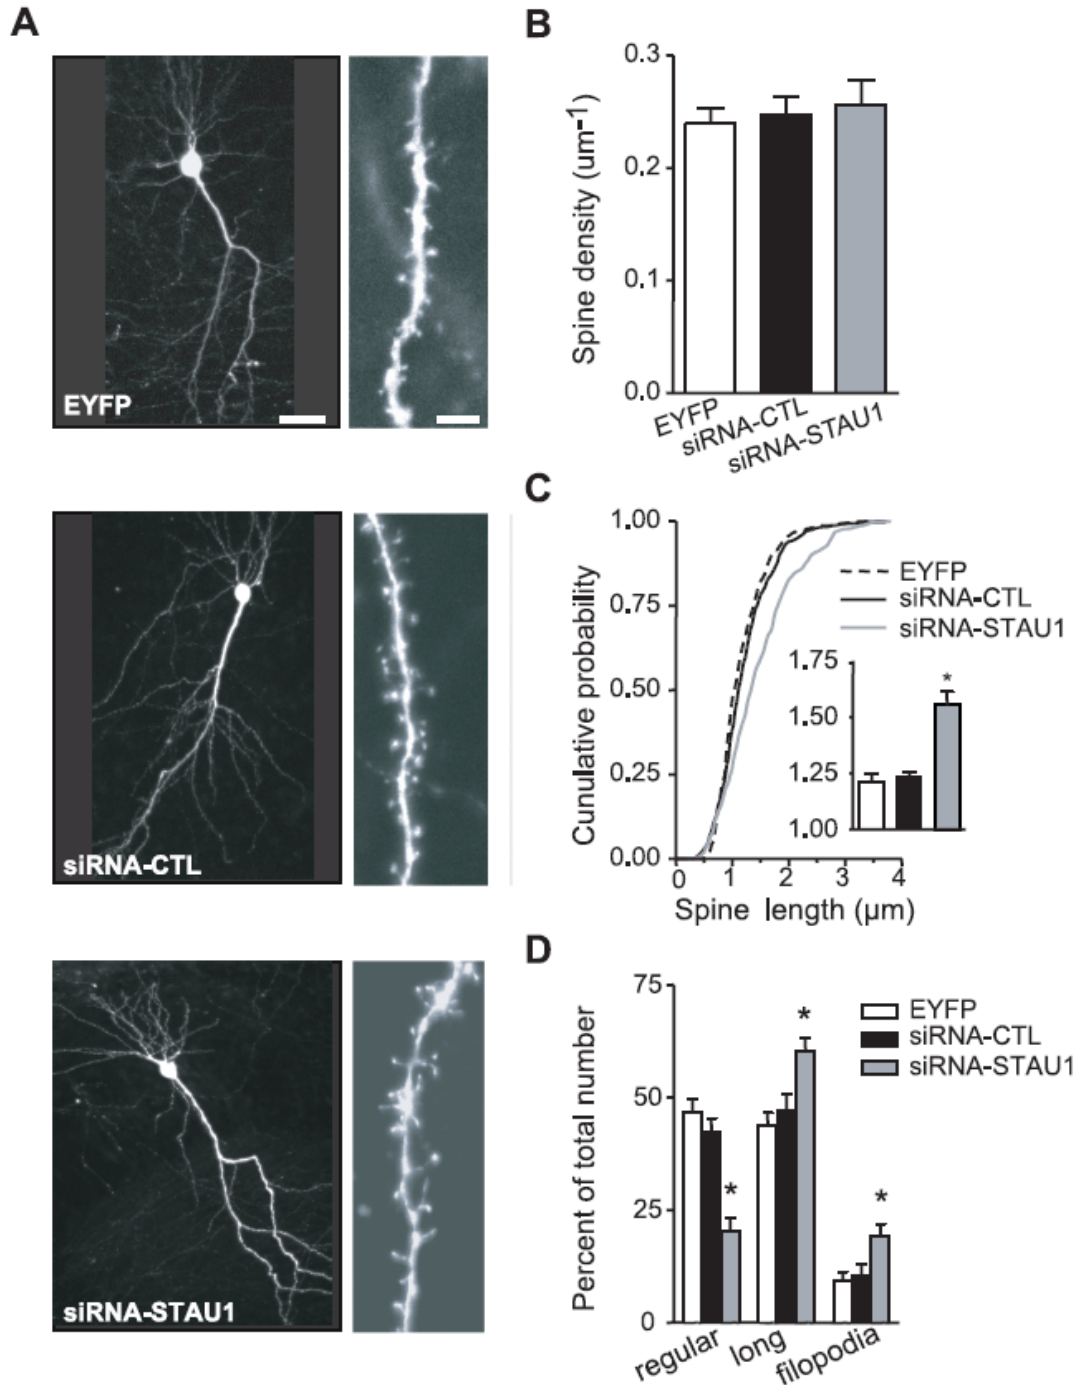 A
EYFP
siRNA-CTL
siRNA-STAU1
B
Spine density (um-1)
0.3
0.2
0.1
0.0
EYFP
siRNA-CTL
siRNA-STAU1
C
Cunulative probability
1.00
0.75
0.50
0.25
0.00
0 1 2 3 4
Spine length (µm)
EYFP
siRNA-CTL
siRNA-STAU1
1.75
1.50
1.25
1.00
*
D
Percent of total number
75
50
25
0
* * *
regular long filopodia
EYFP
siRNA-CTL
siRNA-STAU1